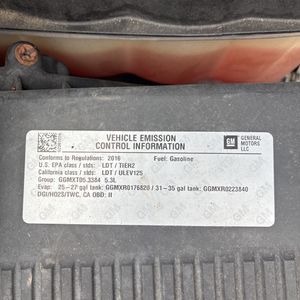 VEHICLE EMISSION
CONTROL INFORMATION
GM
GENERAL
MOTORS
LLC
Conforms to Regulations: 2016 Fuel: Gasoline
U.S. EPA class / stds: LDT / TIER2
California class / stds: LDT / ULEV125
Group: GGMXT05.3384 5.3L
Evap: 25-27 gal tank: GGMXR0176820 / 31-35 gal tank: GGMXR0223840
DGI/HO2S/TWC, CA OBD: II